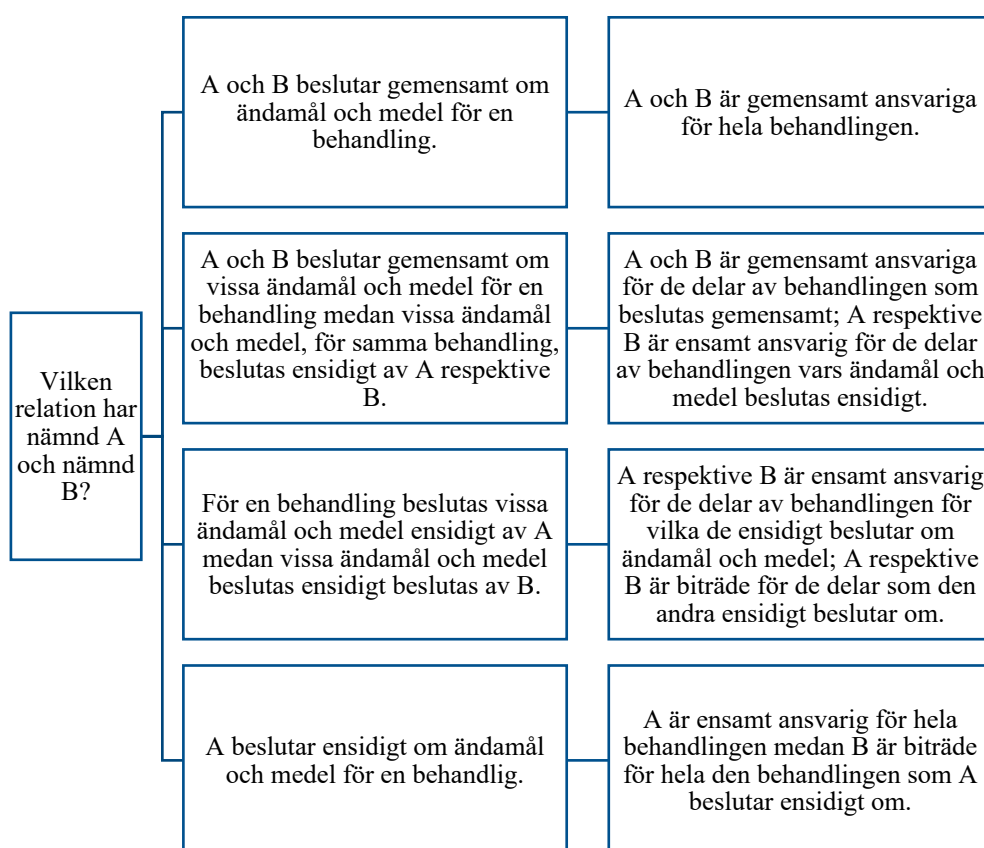 Vilken
relation har
nämnd A
och nämnd
B?
A och B beslutar gemensamt om
ändamål och medel för en
behandling.
A och B är gemensamt ansvariga
för hela behandlingen.
A och B beslutar gemensamt om
vissa ändamål och medel för en
behandling medan vissa ändamål
och medel, för samma behandling,
beslutas ensidigt av A respektive
B.
A och B är gemensamt ansvariga
för de delar av behandlingen som
beslutas gemensamt; A respektive
B är ensamt ansvarig för de delar
av behandlingen vars ändamål och
medel beslutas ensidigt.
För en behandling beslutas vissa
ändamål och medel ensidigt av A
medan vissa ändamål och medel
beslutas ensidigt beslutas av B.
A respektive B är ensamt ansvarig
för de delar av behandlingen för
vilka de ensidigt beslutar om
ändamål och medel; A respektive
B är biträde för de delar som den
andra ensidigt beslutar om.
A beslutar ensidigt om ändamål
och medel för en behandlig.
A är ensamt ansvarig för hela
behandlingen medan B är biträde
för hela den behandlingen som A
beslutar ensidigt om.